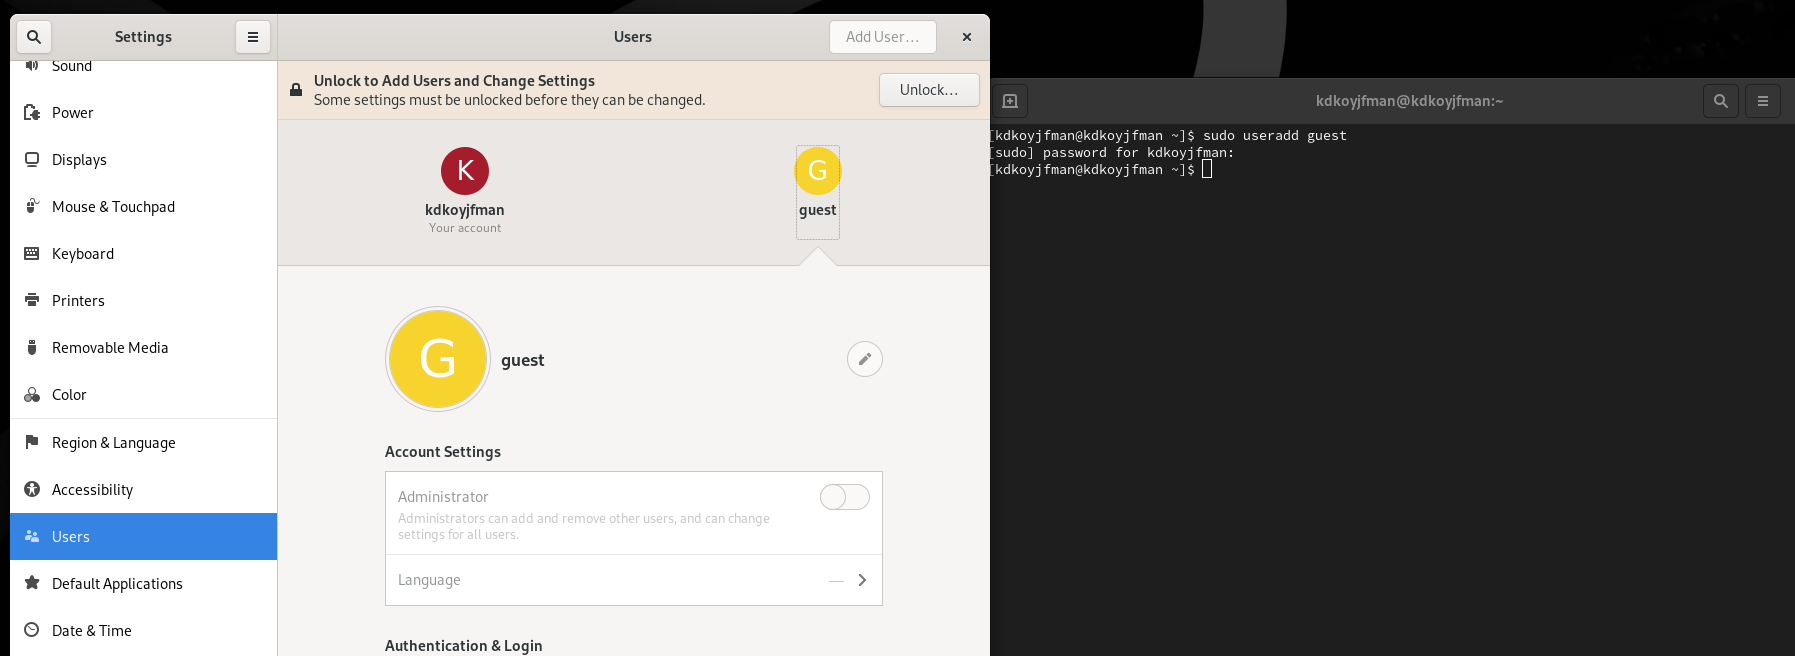 Settings
Users
Add User…
Sound
Power
Displays
Mouse & Touchpad
Keyboard
Printers
Removable Media
Color
Region & Language
Accessibility
Users
Default Applications
Date & Time
Unlock to Add Users and Change Settings
Some settings must be unlocked before they can be changed.
Unlock…
K
kdkoyjfman
Your account
G
guest
G
guest
Account Settings
Administrator
Administrators can add and remove other users, and can change
settings for all users.
Language
—
Authentication & Login
kdkoyjfman@kdkoyjfman:~
[kdkoyjfman@kdkoyjfman ~]$ sudo useradd guest
[sudo] password for kdkoyjfman:
[kdkoyjfman@kdkoyjfman ~]$